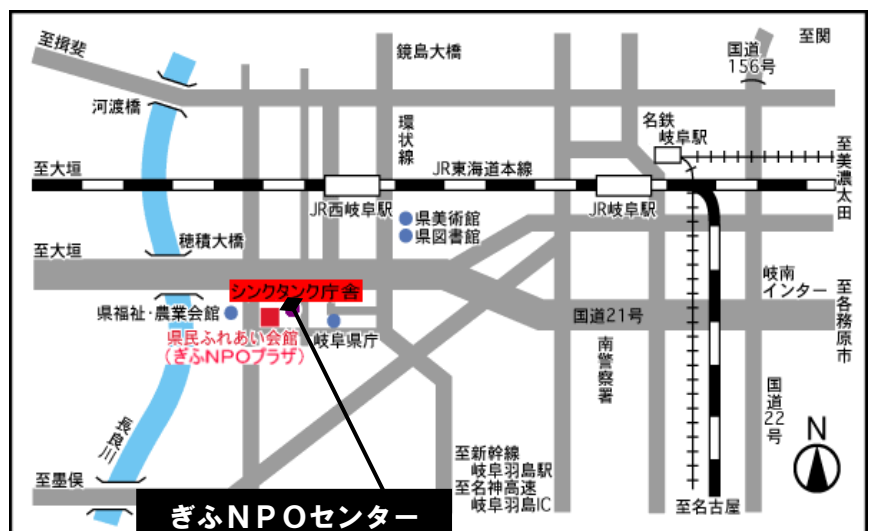 至揖斐
鏡島大橋
国道
156号
至関
河渡橋
環状線
名鉄
岐阜駅
至美濃太田
至大垣
JR東海道本線
JR西岐阜駅
JR岐阜駅
県美術館
県図書館
穂積大橋
至大垣
岐南
インター
至各務原市
シンクタンク庁舎
県福祉・農業会館
岐阜県庁
国道21号
県民ふれあい会館
(ぎふNPOプラザ)
南警察署
国道22号
長良川
N
至新幹線
岐阜羽島駅
至名神高速
岐阜羽島IC
至墨俣
至名古屋
ぎふNPOセンター